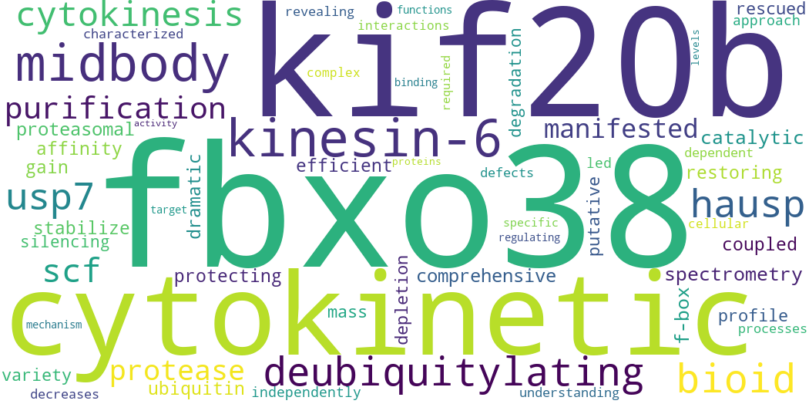 cytokinesis
revealing
functions
rescued
characterized
interactions
approach
midbody
complex
kif20b
levels
binding
required
degradation
purification
proteasomal
activity
kinesin-6
manifested
catalytic
affinity
efficient
proteins
dependent
gain
dramatic
fbxo38
defects
led
restoring
usp7
target
putative
hausp
stabilize
specific
cellular
silencing
regulating
coupled
scf
protecting
depletion
comprehensive
spectrometry
cytokinetic
mass
f-box
profile
mechanism
processes
variety
protease
deubiquitylating
bioid
decreases
ubiquitin
independently
understanding